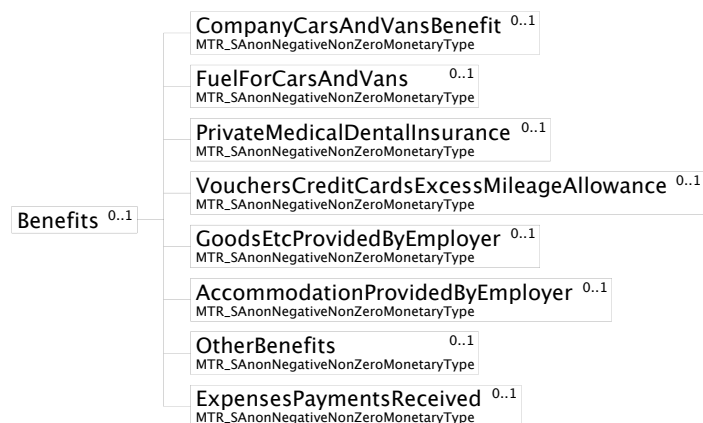 CompanyCarsAndVansBenefit 0..1
MTR_SAnonNegativeNonZeroMonetaryType
FuelForCarsAndVans 0..1
MTR_SAnonNegativeNonZeroMonetaryType
PrivateMedicalDentalInsurance 0..1
MTR_SAnonNegativeNonZeroMonetaryType
VouchersCreditCardsExcessMileageAllowance 0..1
MTR_SAnonNegativeNonZeroMonetaryType
Benefits 0..1
GoodsEtcProvidedByEmployer 0..1
MTR_SAnonNegativeNonZeroMonetaryType
AccommodationProvidedByEmployer 0..1
MTR_SAnonNegativeNonZeroMonetaryType
OtherBenefits 0..1
MTR_SAnonNegativeNonZeroMonetaryType
ExpensesPaymentsReceived 0..1
MTR_SAnonNegativeNonZeroMonetaryType